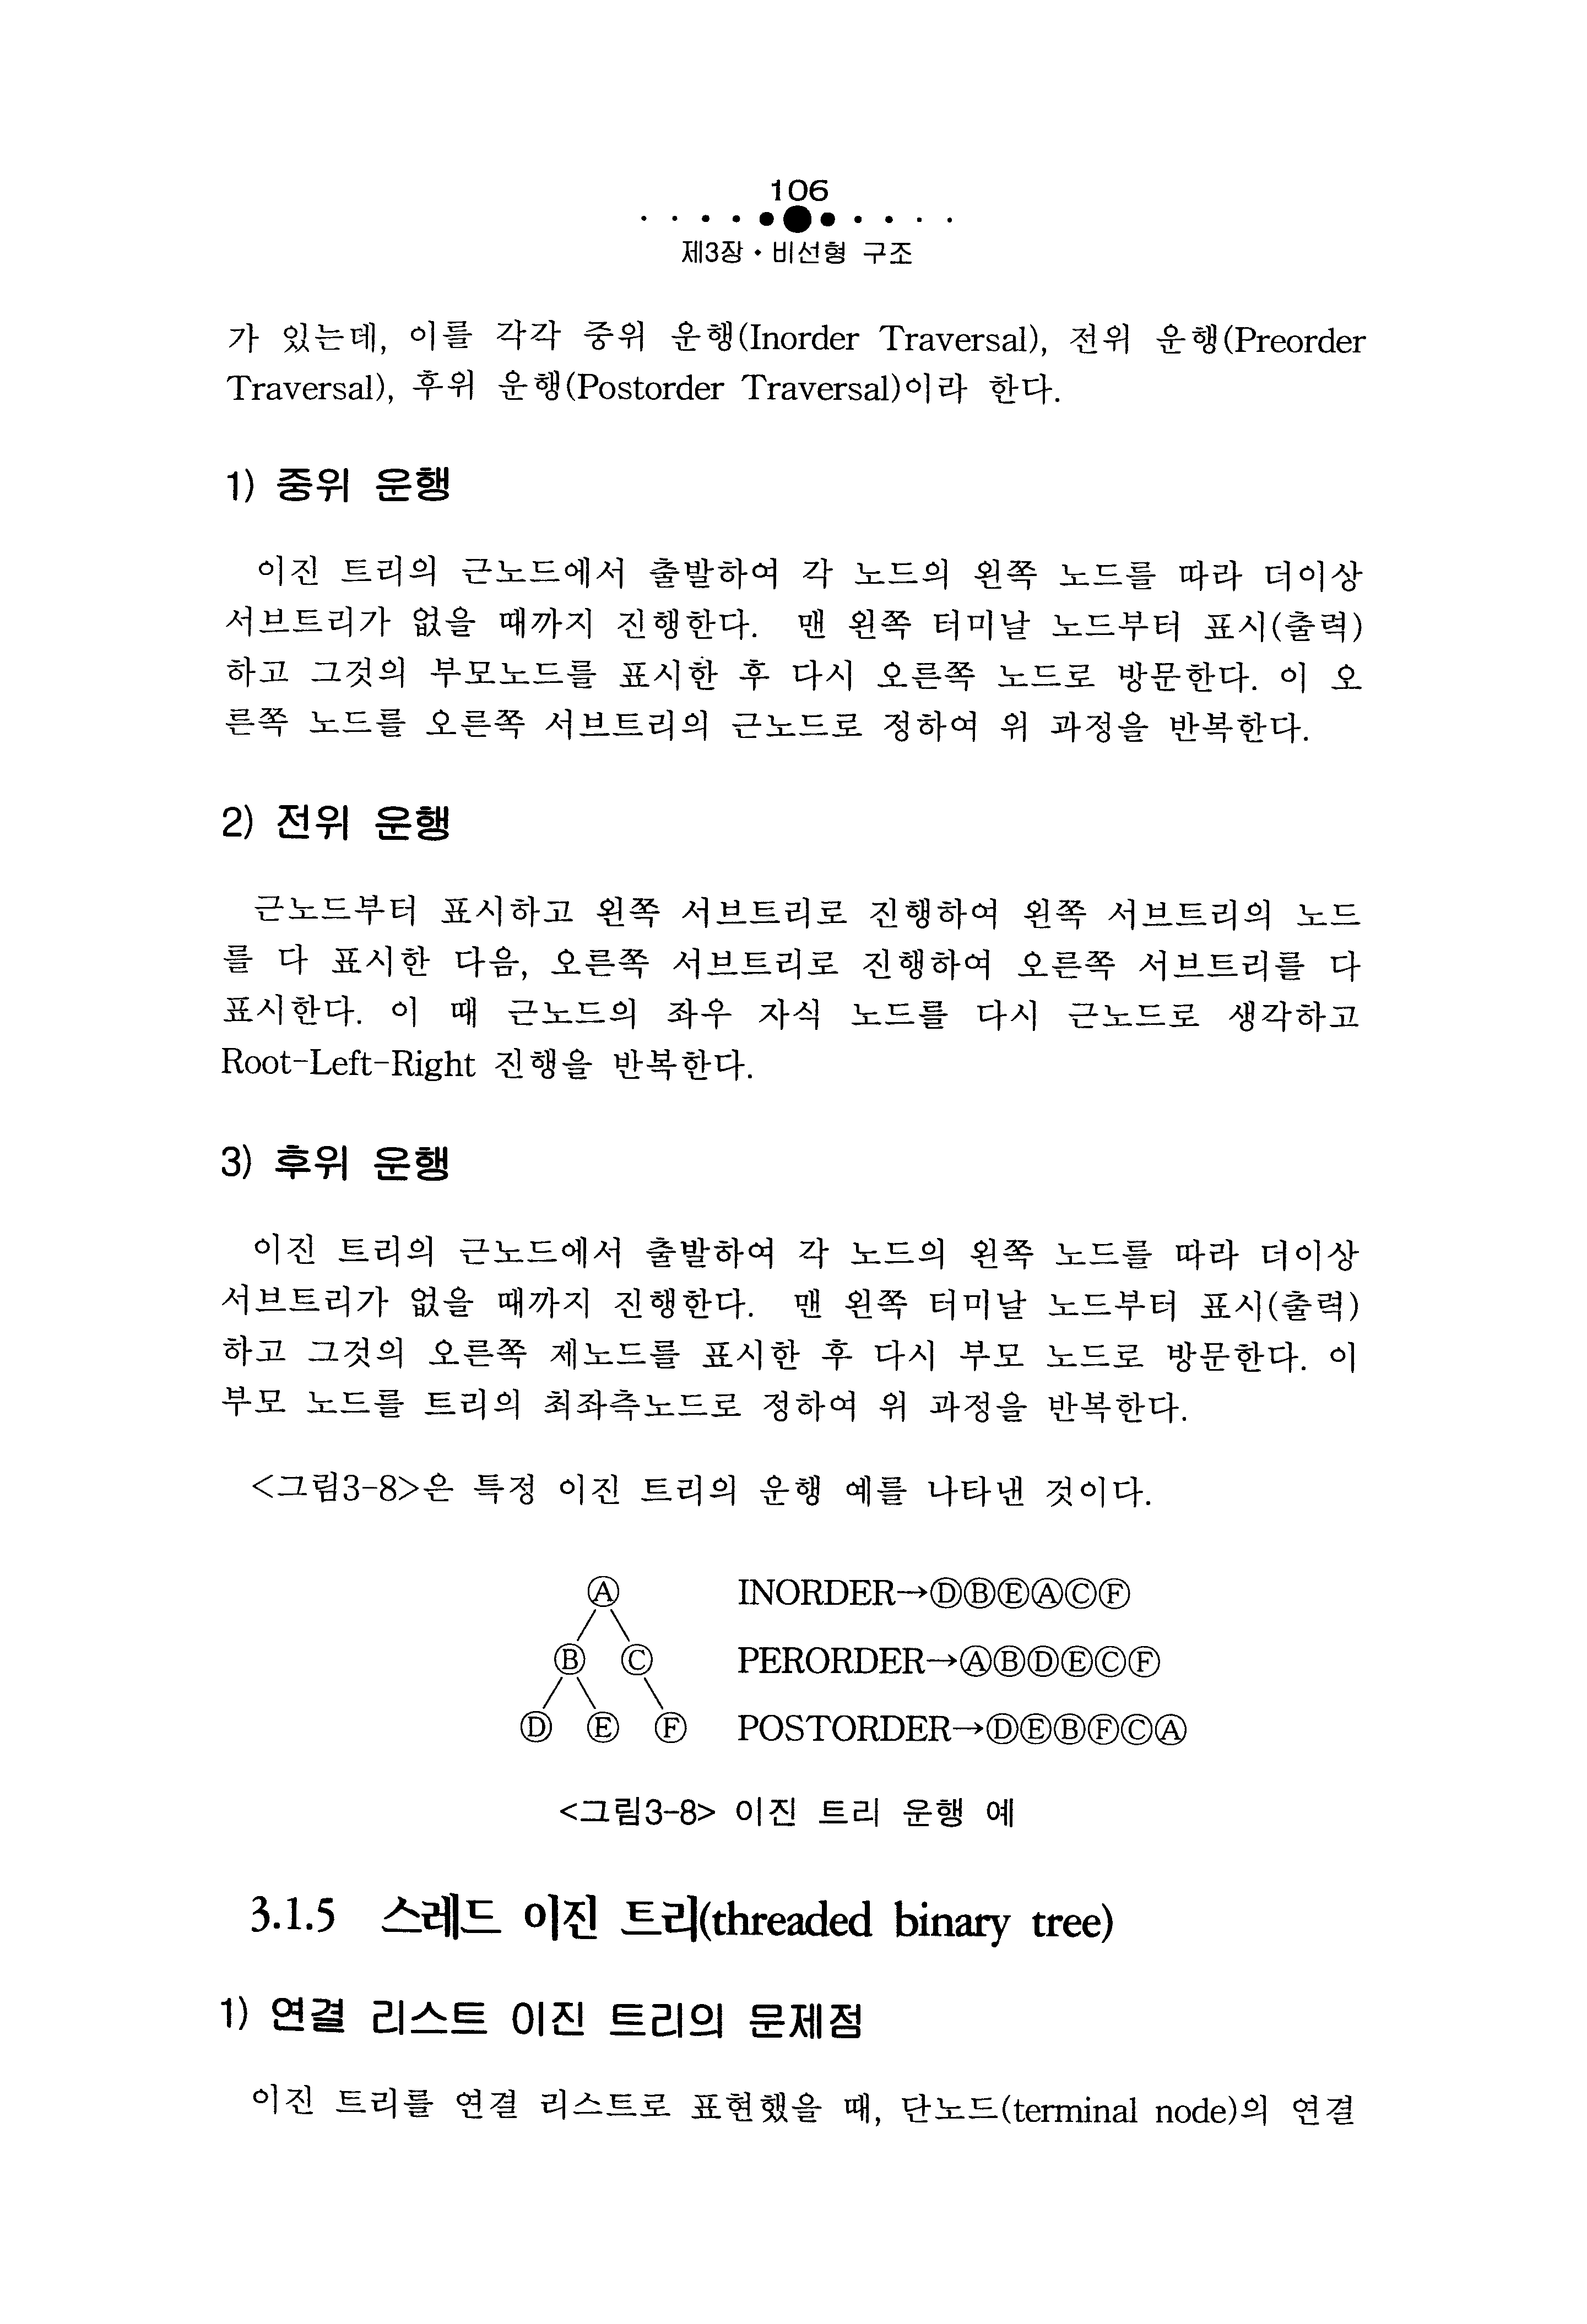 106
제3장 • 비선형 구조
가 있는데, 이를 각각 중위 운행(Inorder Traversal), 전위 운행(Preorder
Traversal), 후위 운행(Postorder Traversal)이라 한다.
1) 중위 운행
이진 트리의 근노드에서 출발하여 각 노드의 왼쪽 노드를 따라 더이상
서브트리가 없을 때까지 진행한다. 맨 왼쪽 터미날 노드부터 표시(출력)
하고 그것의 부모노드를 표시한 후 다시 오른쪽 노드로 방문한다. 이 오
른쪽 노드를 오른쪽 서브트리의 근노드로 정하여 위 과정을 반복한다.
2) 전위 운행
근노드부터 표시하고 왼쪽 서브트리로 진행하여 왼쪽 서브트리의 노드
를 다 표시한 다음, 오른쪽 서브트리로 진행하여 오른쪽 서브트리를 다
표시한다. 이 때 근노드의 좌우 자식 노드를 다시 근노드로 생각하고
Root-Left-Right 진행을 반복한다.
3) 후위 운행
이진 트리의 근노드에서 출발하여 각 노드의 왼쪽 노드를 따라 더이상
서브트리가 없을 때까지 진행한다. 맨 왼쪽 터미날 노드부터 표시(출력)
하고 그것의 오른쪽 제노드를 표시한 후 다시 부모 노드로 방문한다. 이
부모 노드를 트리의 최좌측노드로 정하여 위 과정을 반복한다.
<그림3-8>은 특정 이진 트리의 운행 예를 나타낸 것이다.
Ⓐ INORDER→ⒹⒷⒺⒶⒸⒻ
Ⓑ Ⓒ PERORDER→ⒶⒷⒹⒺⒸⒻ
Ⓓ Ⓔ Ⓕ POSTORDER→ⒹⒺⒷⒻⒸⒶ
<그림3-8> 이진 트리 운행 예
3.1.5 스레드 이진 트리(threaded binary tree)
1) 연결 리스트 이진 트리의 문제점
이진 트리를 연결 리스트로 표현했을 때, 단노드(terminal node)의 연결